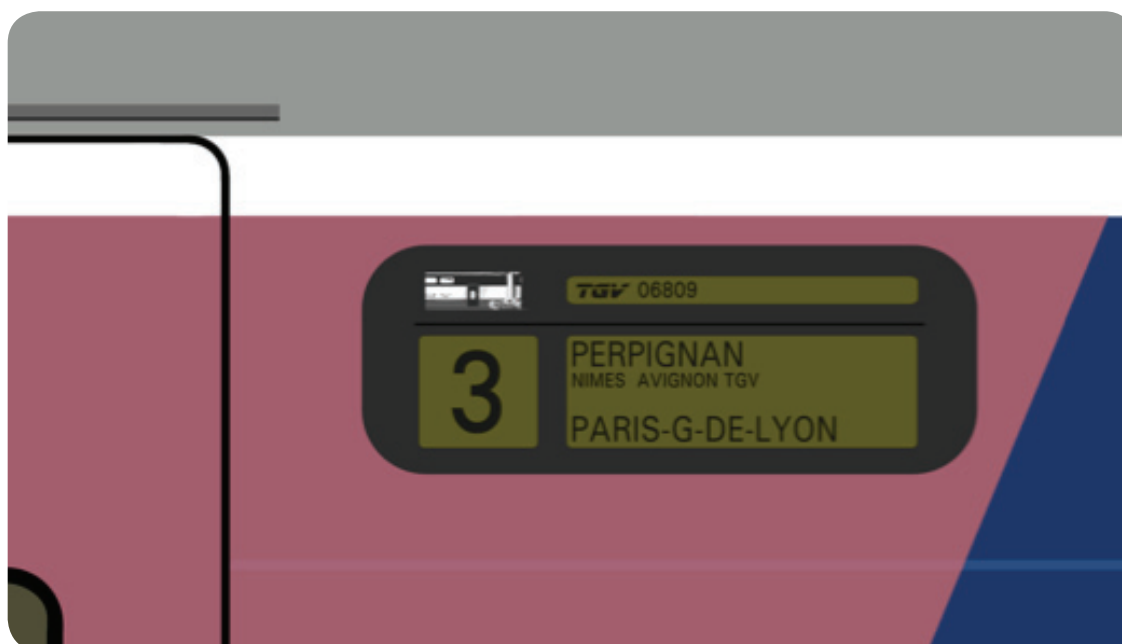 TGV 06809
3
PERPIGNAN
NIMES AVIGNON TGV
PARIS-G-DE-LYON